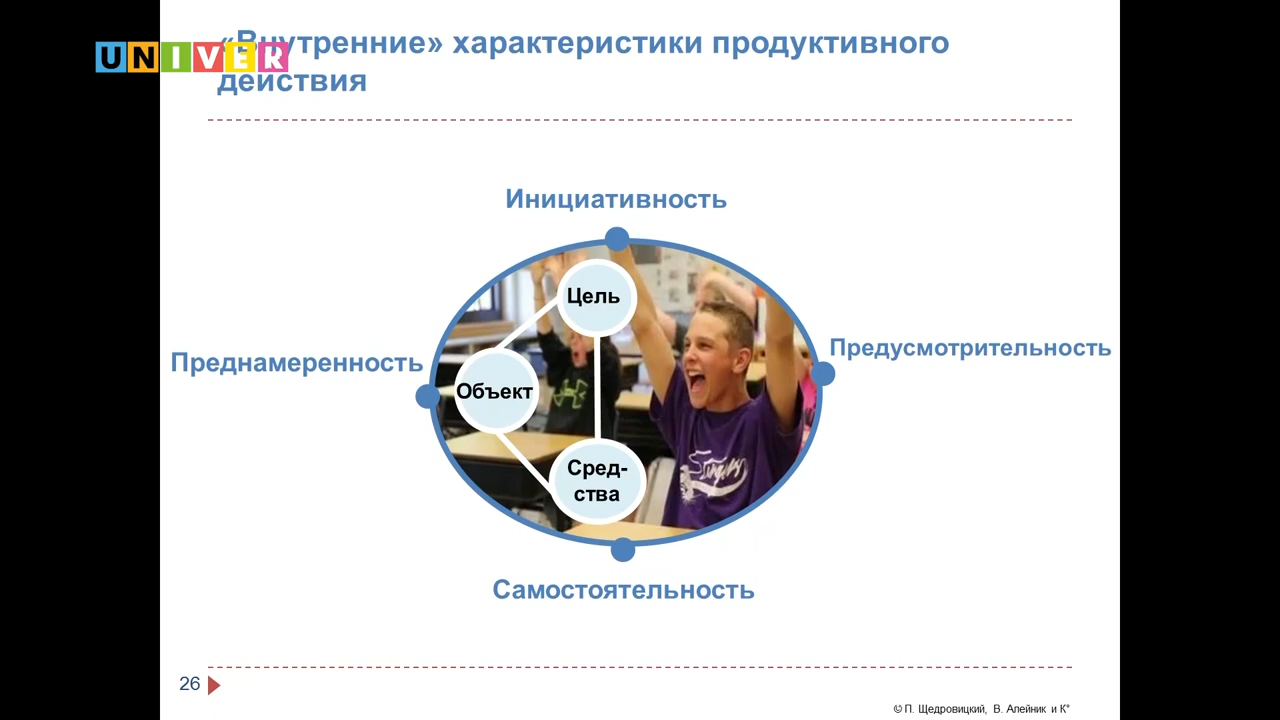 UNIVER
«Внутренние» характеристики продуктивного
действия
Инициативность
Цель
Преднамеренность
Предусмотрительность
Объект
Сред-
ства
Самостоятельность
26
© П. Щедровицкий, В. Алейник и К°